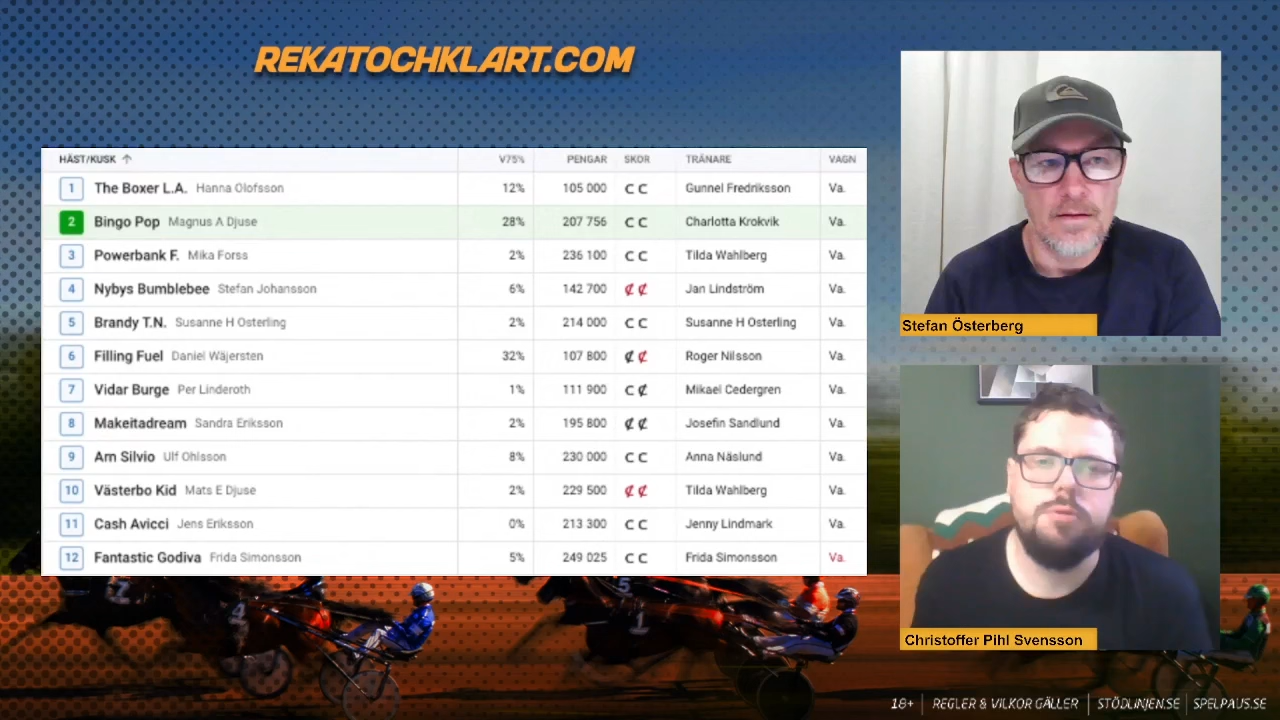 REKATOCHKLART.COM
HÄST/KUSK ↑ V75% PENGAR SKOR TRÄNARE VAGN
1 The Boxer L.A. Hanna Olofsson 12% 105 000 C C Gunnel Fredriksson Va.
2 Bingo Pop Magnus A Djuse 28% 207 756 C C Charlotta Krokvik Va.
3 Powerbank F. Mika Forss 2% 236 100 C C Tilda Wahlberg Va.
4 Nybys Bumblebee Stefan Johansson 6% 142 700 ₡ ₡ Jan Lindström Va.
5 Brandy T.N. Susanne H Osterling 2% 214 000 C C Susanne H Osterling Va.
6 Filling Fuel Daniel Wäjersten 32% 107 800 ₡ ₡ Roger Nilsson Va.
7 Vidar Burge Per Linderoth 1% 111 900 C ₡ Mikael Cedergren Va.
8 Makeitadream Sandra Eriksson 2% 195 800 ₡ ₡ Josefin Sandlund Va.
9 Arn Silvio Ulf Ohlsson 8% 230 000 C C Anna Näslund Va.
10 Västerbo Kid Mats E Djuse 2% 229 500 ₡ ₡ Tilda Wahlberg Va.
11 Cash Avicci Jens Eriksson 0% 213 300 C C Jenny Lindmark Va.
12 Fantastic Godiva Frida Simonsson 5% 249 025 C C Frida Simonsson Va.
Stefan Österberg
Christoffer Pihl Svensson
7
4
5
1
18+ | REGLER & VILKOR GÄLLER | STÖDLINJEN.SE | SPELPAUS.SE